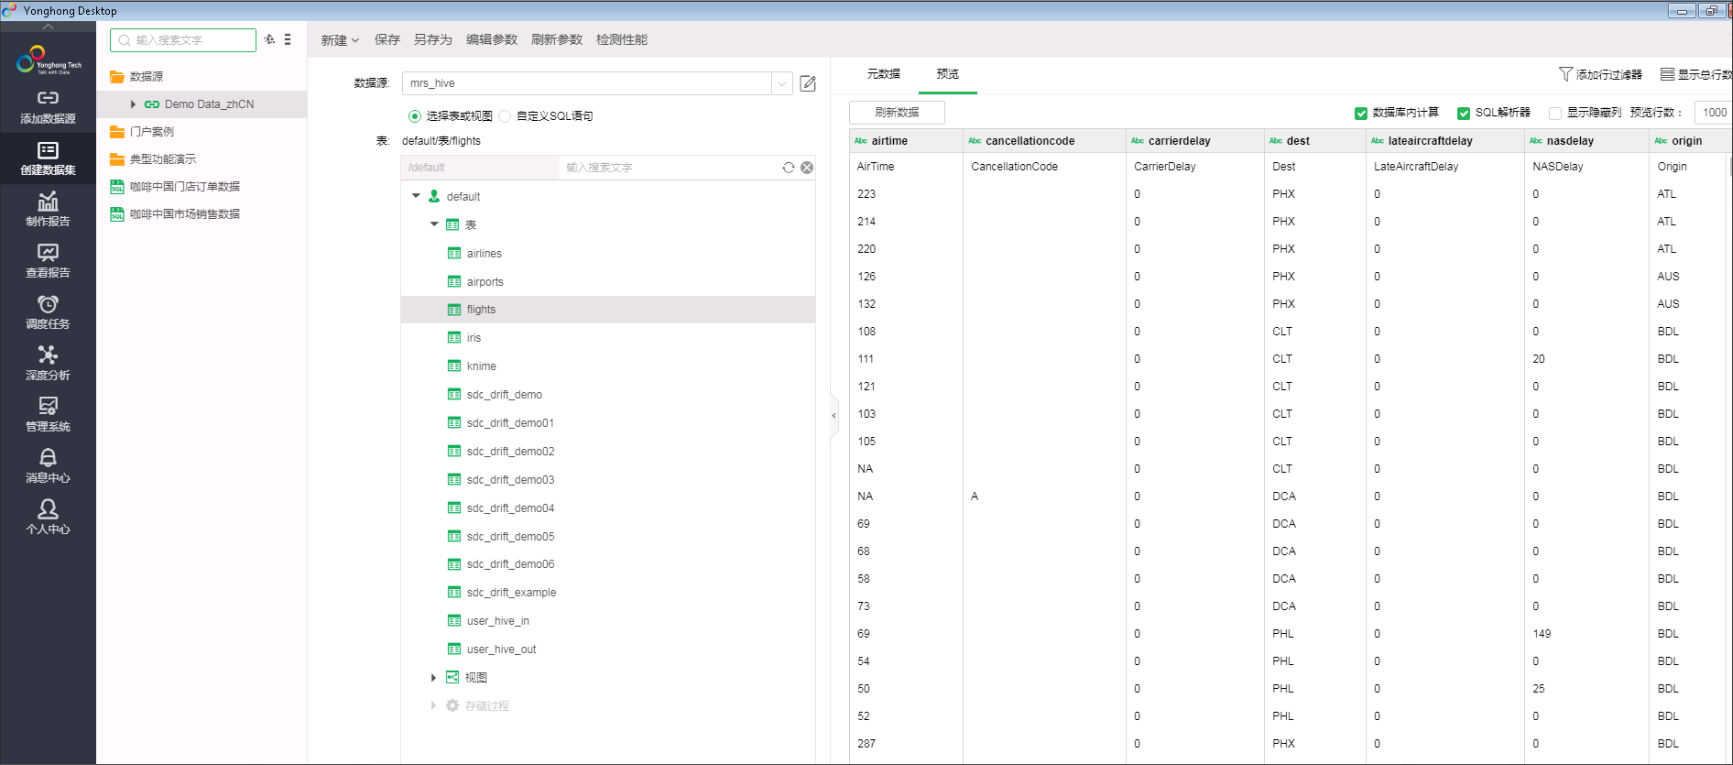 Yonghong Desktop
Yonghong Tech
Talk with Data
添加数据源
创建数据集
制作报告
查看报告
调度任务
深度分析
管理系统
消息中心
个人中心
输入搜索文字
数据源
Demo Data_zhCN
门户案例
典型功能演示
咖啡中国门店订单数据
咖啡中国市场销售数据
新建 保存 另存为 编辑参数 刷新参数 检测性能
数据源: mrs_hive
选择表或视图 自定义SQL语句
表: default/表/flights
/default 输入搜索文字
default
表
airlines
airports
flights
iris
knime
sdc_drift_demo
sdc_drift_demo01
sdc_drift_demo02
sdc_drift_demo03
sdc_drift_demo04
sdc_drift_demo05
sdc_drift_demo06
sdc_drift_example
user_hive_in
user_hive_out
视图
存储过程
元数据 预览 添加行过滤器 显示总行数
刷新数据 数据库内计算 SQL解析器 显示隐藏列 预览行数: 1000
Abc airtime Abc cancellationcode Abc carrierdelay Abc dest Abc lateaircraftdelay Abc nasdelay Abc origin
AirTime CancellationCode CarrierDelay Dest LateAircraftDelay NASDelay Origin
223 0 PHX 0 0 ATL
214 0 PHX 0 0 ATL
220 0 PHX 0 0 ATL
126 0 PHX 0 0 AUS
132 0 PHX 0 0 AUS
108 0 CLT 0 0 BDL
111 0 CLT 0 20 BDL
121 0 CLT 0 0 BDL
103 0 CLT 0 0 BDL
105 0 CLT 0 0 BDL
NA 0 CLT 0 0 BDL
NA A 0 DCA 0 0 BDL
69 0 DCA 0 0 BDL
68 0 DCA 0 0 BDL
58 0 DCA 0 0 BDL
73 0 DCA 0 0 BDL
69 0 PHL 0 149 BDL
54 0 PHL 0 0 BDL
50 0 PHL 0 25 BDL
52 0 PHL 0 0 BDL
287 0 PHX 0 0 BDL